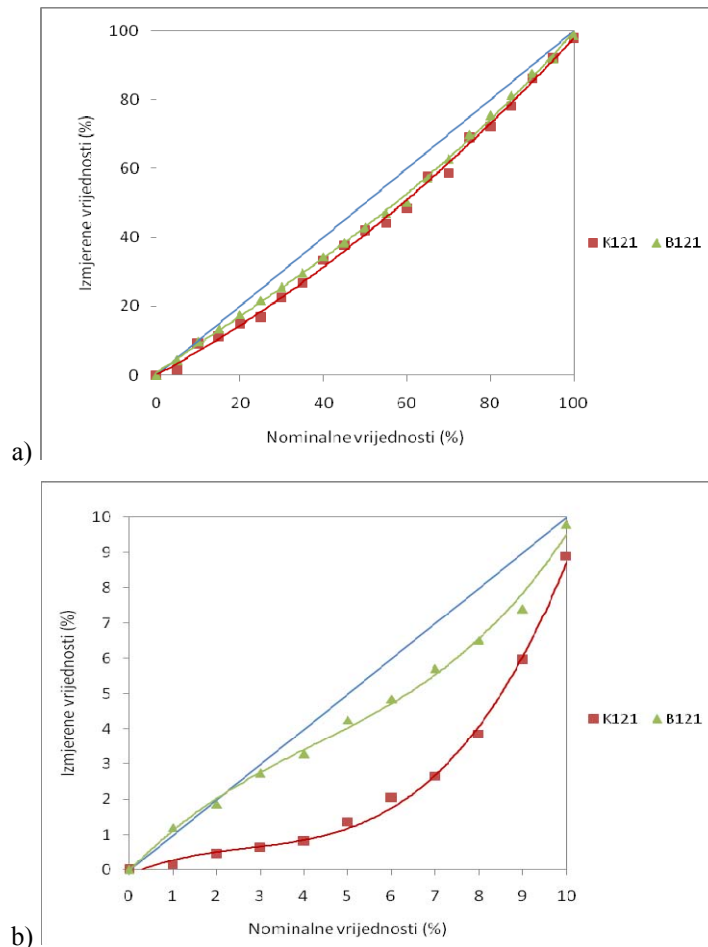 100
80
60
40
20
0
Izmjerene vrijednosti (%)
0 20 40 60 80 100
Nominalne vrijednosti (%)
K121 B121
a)
10
9
8
7
6
5
4
3
2
1
0
Izmjerene vrijednosti (%)
0 1 2 3 4 5 6 7 8 9 10
Nominalne vrijednosti (%)
K121 B121
b)